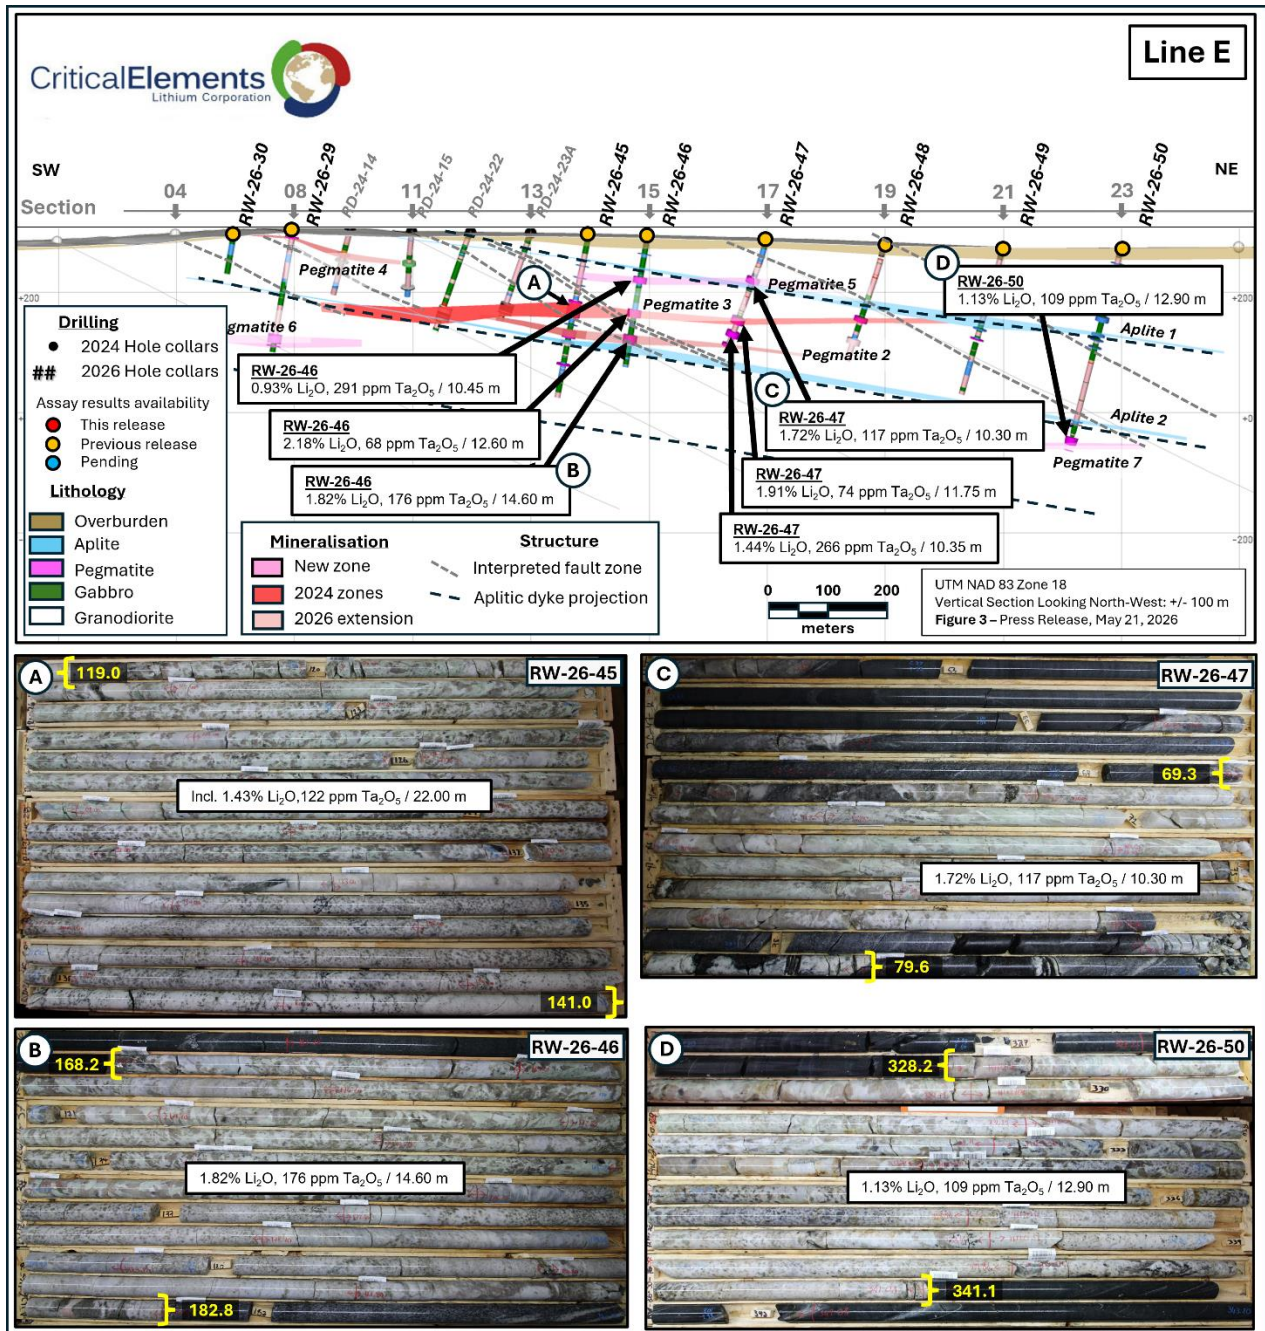 CriticalElements
Lithium Corporation
Line E
SW
NE
Section
04
08
11
13
15
17
19
21
23
RW-26-30
RW-26-29
RD-24-14
RD-24-15
RD-24-22
RD-24-23A
RW-26-45
RW-26-46
RW-26-47
RW-26-48
RW-26-49
RW-26-50
Pegmatite 4
A
Pegmatite 5
Pegmatite 3
D
RW-26-50
1.13% Li2O, 109 ppm Ta2O5 / 12.90 m
+200
+200
gmatite 6
Pegmatite 2
Aplite 1
Aplite 2
Pegmatite 7
+0
-200
Drilling
2024 Hole collars
## 2026 Hole collars
Assay results availability
This release
Previous release
Pending
Lithology
Overburden
Aplite
Pegmatite
Gabbro
Granodiorite
RW-26-46
0.93% Li2O, 291 ppm Ta2O5 / 10.45 m
RW-26-46
2.18% Li2O, 68 ppm Ta2O5 / 12.60 m
B
RW-26-46
1.82% Li2O, 176 ppm Ta2O5 / 14.60 m
C
RW-26-47
1.72% Li2O, 117 ppm Ta2O5 / 10.30 m
RW-26-47
1.91% Li2O, 74 ppm Ta2O5 / 11.75 m
RW-26-47
1.44% Li2O, 266 ppm Ta2O5 / 10.35 m
Mineralisation
New zone
2024 zones
2026 extension
Structure
Interpreted fault zone
Aplitic dyke projection
0 100 200
meters
UTM NAD 83 Zone 18
Vertical Section Looking North-West: +/- 100 m
Figure 3 – Press Release, May 21, 2026
A
119.0
RW-26-45
Incl. 1.43% Li2O,122 ppm Ta2O5 / 22.00 m
141.0
C
RW-26-47
69.3
1.72% Li2O, 117 ppm Ta2O5 / 10.30 m
79.6
B
RW-26-46
168.2
1.82% Li2O, 176 ppm Ta2O5 / 14.60 m
182.8
D
RW-26-50
328.2
1.13% Li2O, 109 ppm Ta2O5 / 12.90 m
341.1